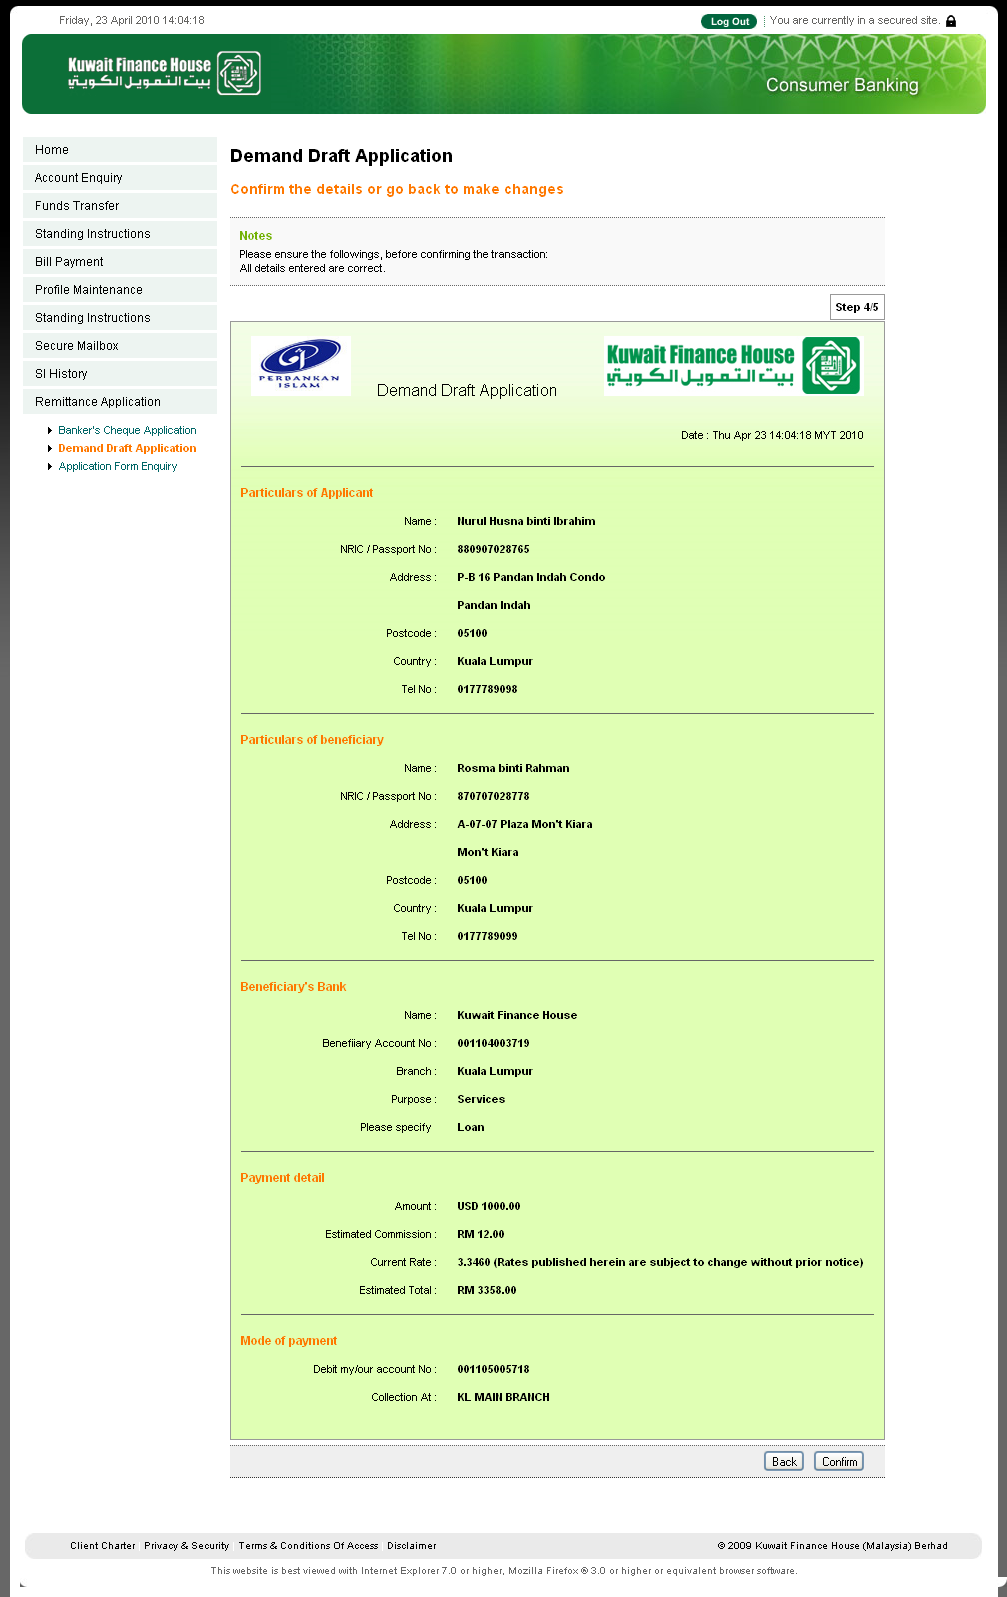 Friday, 23 April 2010 14:04:18
Log Out
You are currently in a secured site.
Kuwait Finance House
بيت التمويل الكويتي
Consumer Banking
Home
Account Enquiry
Funds Transfer
Standing Instructions
Bill Payment
Profile Maintenance
Standing Instructions
Secure Mailbox
SI History
Remittance Application
Banker's Cheque Application
Demand Draft Application
Application Form Enquiry
Demand Draft Application
Confirm the details or go back to make changes
Notes
Please ensure the followings, before confirming the transaction:
All details entered are correct.
Step 4/5
PERBANKAN
ISLAM
Demand Draft Application
Kuwait Finance House
بيت التمويل الكويتي
Date : Thu Apr 23 14:04:18 MYT 2010
Particulars of Applicant
Name : Nurul Husna binti Ibrahim
NRIC / Passport No : 880907028765
Address : P-B 16 Pandan Indah Condo
Pandan Indah
Postcode : 05100
Country : Kuala Lumpur
Tel No : 0177789098
Particulars of beneficiary
Name : Rosma binti Rahman
NRIC / Passport No : 870707028778
Address : A-07-07 Plaza Mon't Kiara
Mon't Kiara
Postcode : 05100
Country : Kuala Lumpur
Tel No : 0177789099
Beneficiary's Bank
Name : Kuwait Finance House
Benefiiary Account No : 001104003719
Branch : Kuala Lumpur
Purpose : Services
Please specify Loan
Payment detail
Amount : USD 1000.00
Estimated Commission : RM 12.00
Current Rate : 3.3460 (Rates published herein are subject to change without prior notice)
Estimated Total : RM 3358.00
Mode of payment
Debit my/our account No : 001105005718
Collection At : KL MAIN BRANCH
Back Confirm
Client Charter Privacy & Security Terms & Conditions Of Access Disclaimer
© 2009 Kuwait Finance House (Malaysia) Berhad
This website is best viewed with Internet Explorer 7.0 or higher, Mozilla Firefox ® 3.0 or higher or equivalent browser software.